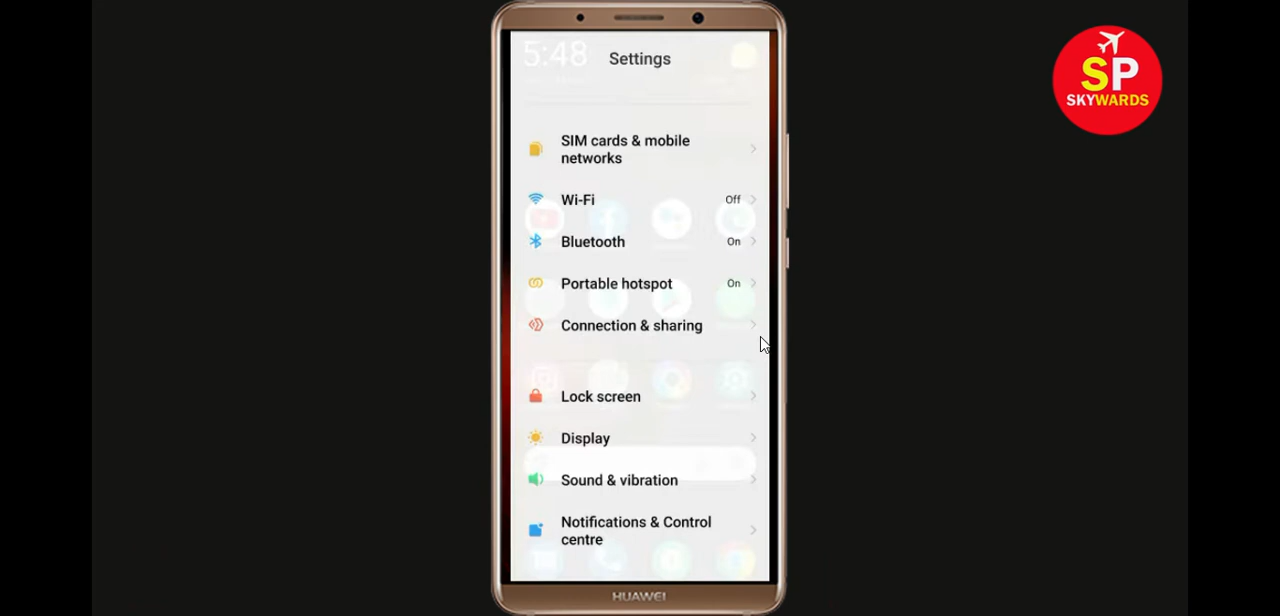 5:48
Settings
SP
SKYWARDS
SIM cards & mobile
networks
Wi-Fi Off
Bluetooth On
Portable hotspot On
Connection & sharing
Lock screen
Display
Sound & vibration
Notifications & Control
centre
HUAWEI